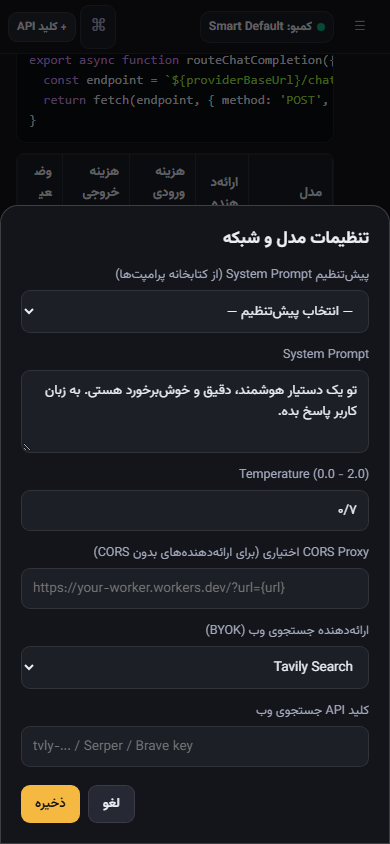 ☰
کمبو: Smart Default
⌘
+ کلید API
export async function routeChatCompletion({
const endpoint = `${providerBaseUrl}/chat
return fetch(endpoint, { method: 'POST',
}
مدل	ارائه‌دهنده	هزینه ورودی	هزینه خروجی	وضعی
تنظیمات مدل و شبکه
پیش‌تنظیم System Prompt (از کتابخانه پرامپت‌ها)
— انتخاب پیش‌تنظیم —
System Prompt
تو یک دستیار هوشمند، دقیق و خوش‌برخورد هستی. به زبان
کاربر پاسخ بده.
Temperature (0.0 - 2.0)
۰/۷
CORS Proxy اختیاری (برای ارائه‌دهنده‌های بدون CORS)
https://your-worker.workers.dev/?url={url}
ارائه‌دهنده جستجوی وب (BYOK)
Tavily Search
کلید API جستجوی وب
tvly-... / Serper / Brave key
لغو
ذخیره